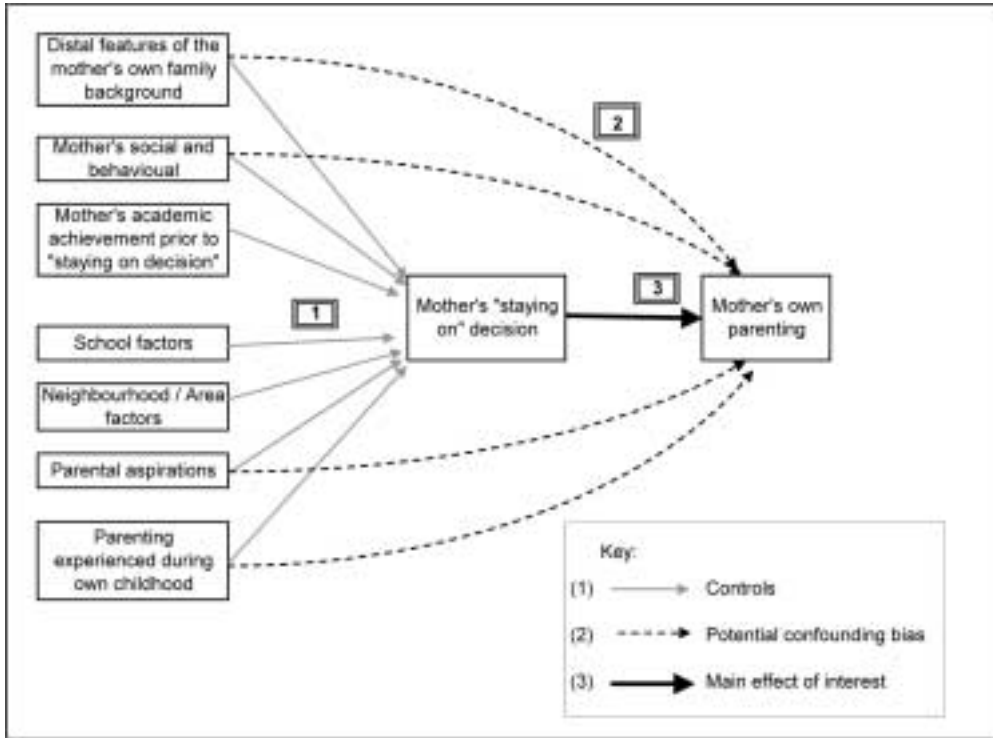 Distal features of the
mother's own family
background
Mother's social and
behavioual
Mother's academic
achievement prior to
"staying on decision"
School factors
Neighbourhood / Area
factors
Parental aspirations
Parenting
experienced during
own childhood
1
2
3
Mother's "staying
on" decision
Mother's own
parenting
Key:
(1) Controls
(2) Potential confounding bias
(3) Main effect of interest